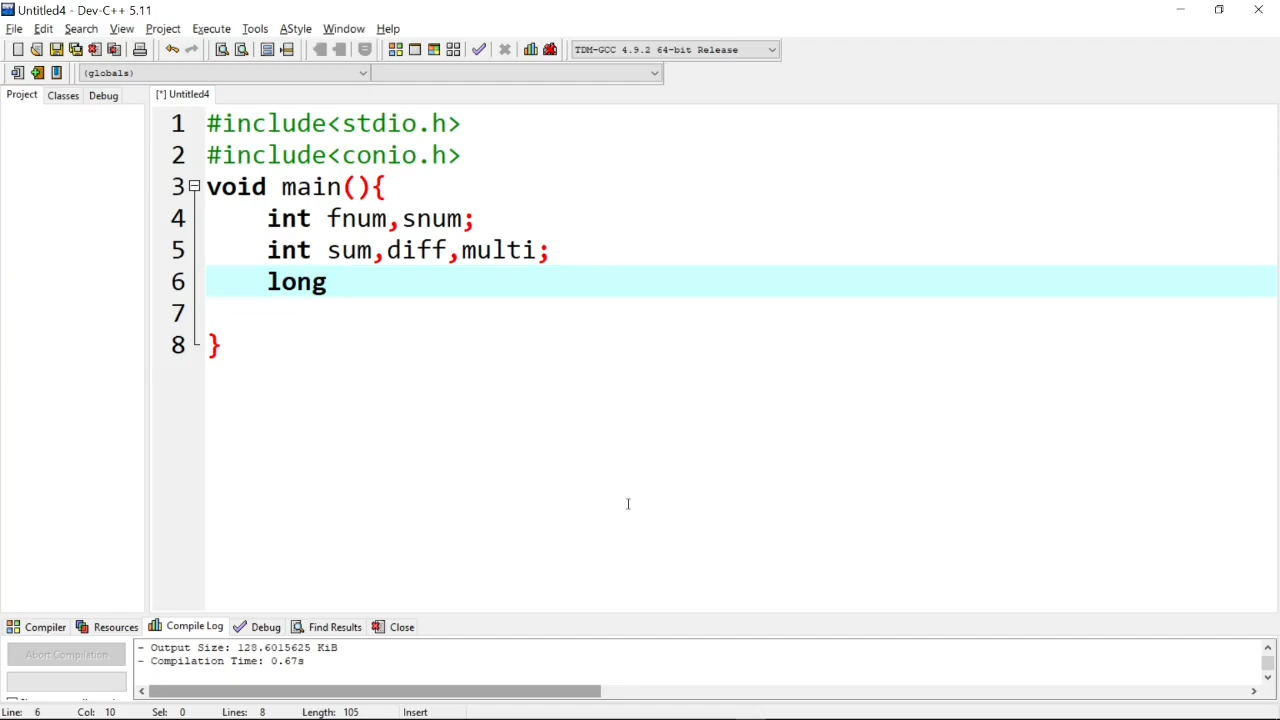 Untitled4 - Dev-C++ 5.11
File Edit Search View Project Execute Tools AStyle Window Help
TDM-GCC 4.9.2 64-bit Release
(globals)
Project Classes Debug
[*] Untitled4
1 #include<stdio.h>
2 #include<conio.h>
3 void main(){
4 int fnum,snum;
5 int sum,diff,multi;
6 long
7
8 }
Compiler Resources Compile Log Debug Find Results Close
Abort Compilation
- Output Size: 128.6015625 KiB
- Compilation Time: 0.67s
Line: 6 Col: 10 Sel: 0 Lines: 8 Length: 105 Insert